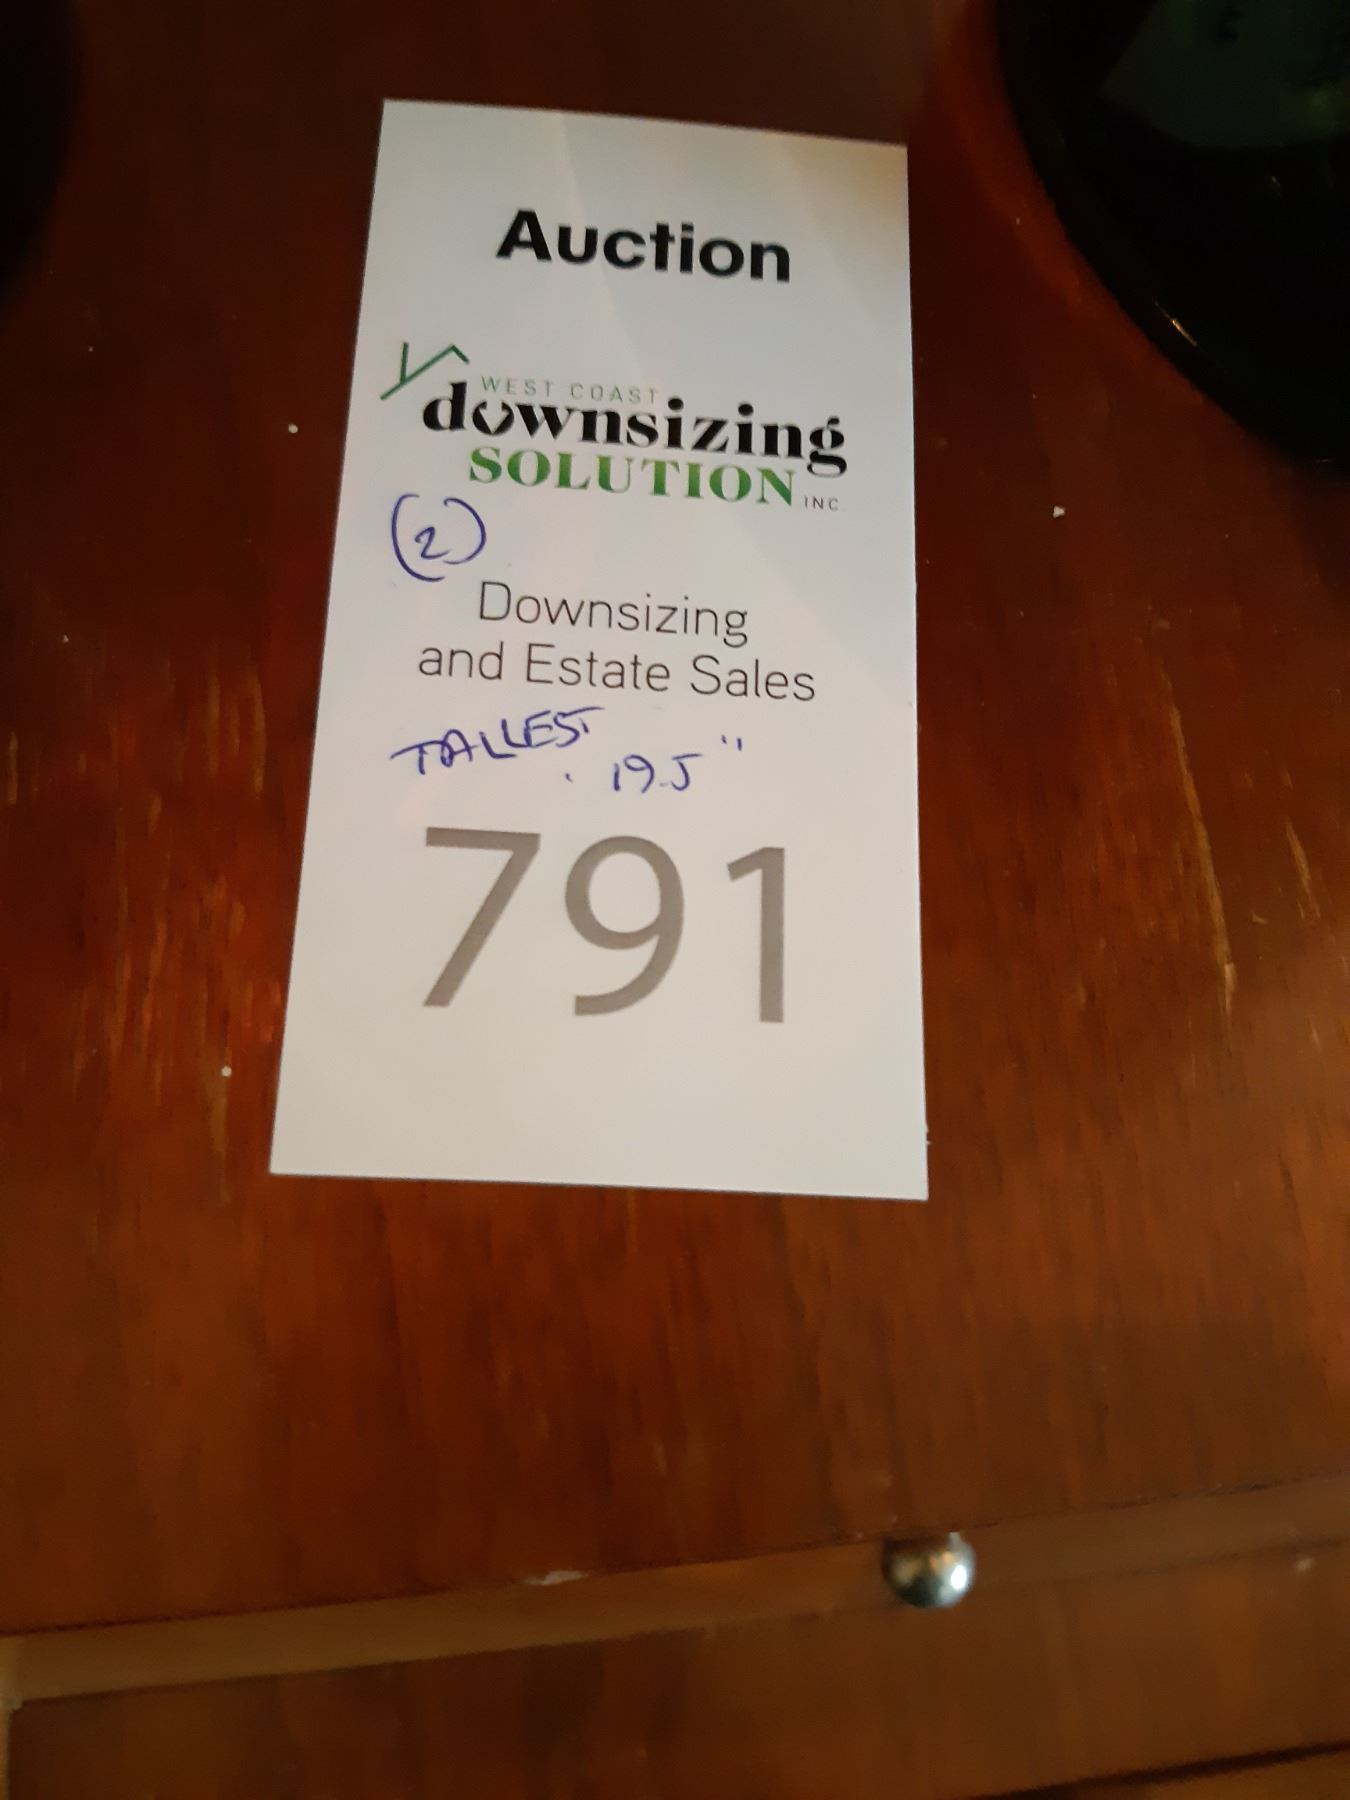 Auction
WEST COAST
downsizing
SOLUTION INC.
(2)
Downsizing
and Estate Sales
TALLEST
19.5"
791